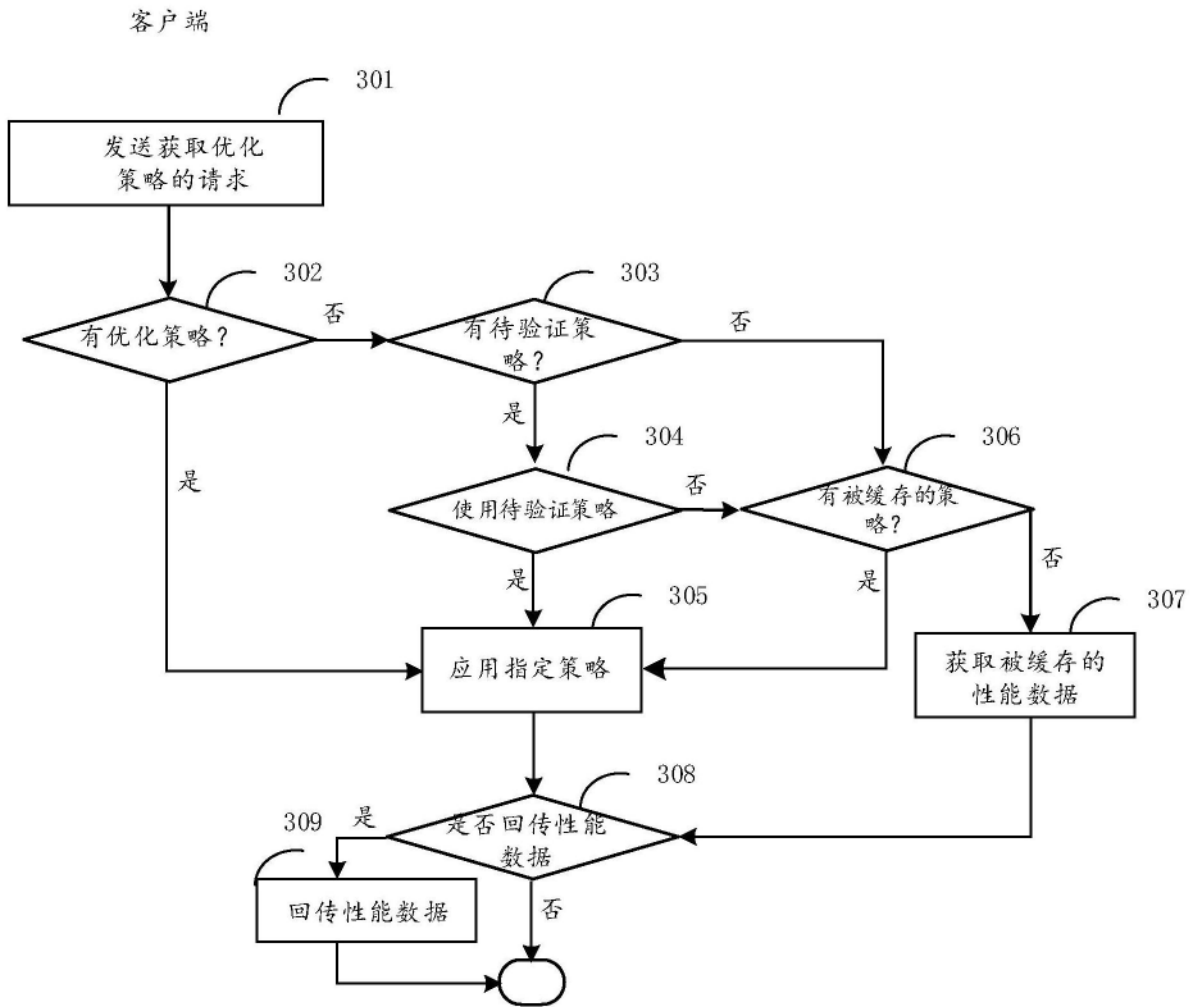 客户端
301
发送获取优化
策略的请求
302
303
有优化策略?
否
有待验证策
略?
否
是
是
304
306
使用待验证策略
否
有被缓存的策
略?
是
是
否
305
307
应用指定策略
获取被缓存的
性能数据
308
309
是
是否回传性能
数据
回传性能数据
否